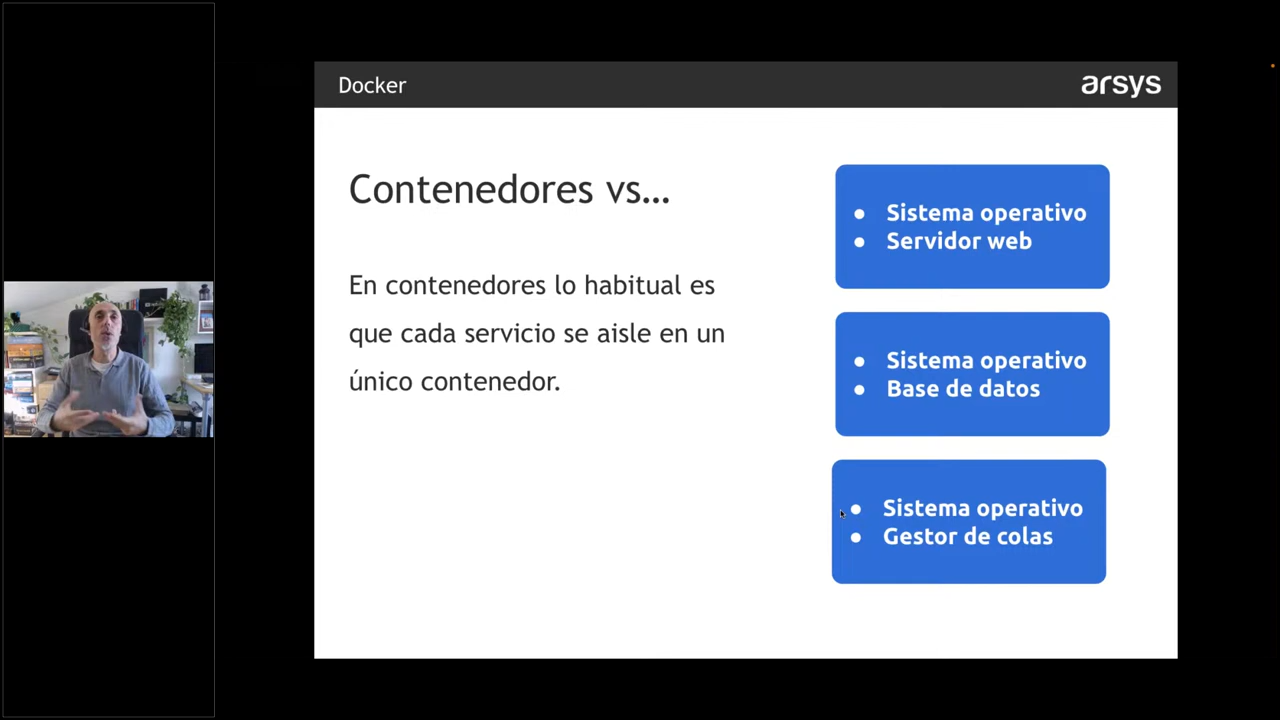 Docker
arsys
Contenedores vs...
En contenedores lo habitual es
que cada servicio se aisle en un
único contenedor.
● Sistema operativo
● Servidor web
● Sistema operativo
● Base de datos
● Sistema operativo
● Gestor de colas